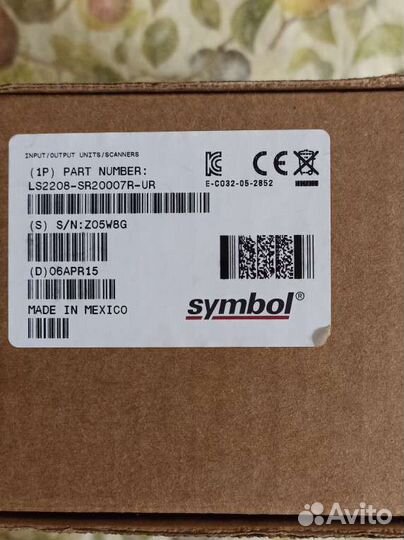 INPUT/OUTPUT UNITS/SCANNERS
(1P) PART NUMBER:
LS2208-SR20007R-UR
E-C032-05-2852
(S) S/N:Z05W8G
(D)06APR15
symbol®
MADE IN MEXICO
Avito